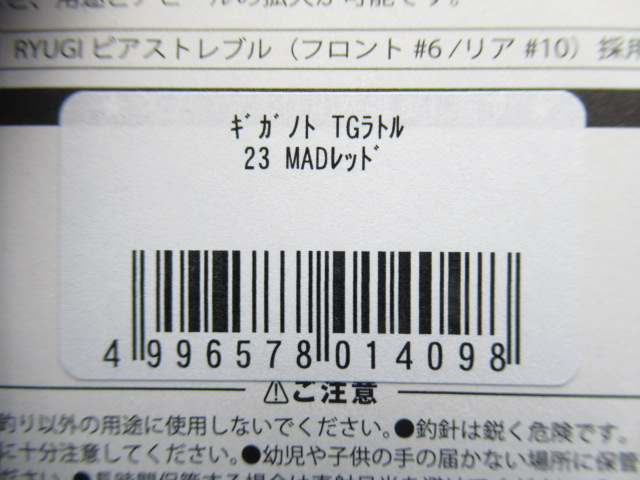 RYUGI ピアストレブル（フロント #6/リア #10）採用
ｷﾞｶﾞﾉﾄ TGﾗﾄﾙ
23 MADﾚｯﾄﾞ
4 996578 014098
⚠ご注意
釣り以外の用途に使用しないでください。●釣針は鋭く危険です。
に十分注意してください。●幼児や子供の手の届かない場所に保管